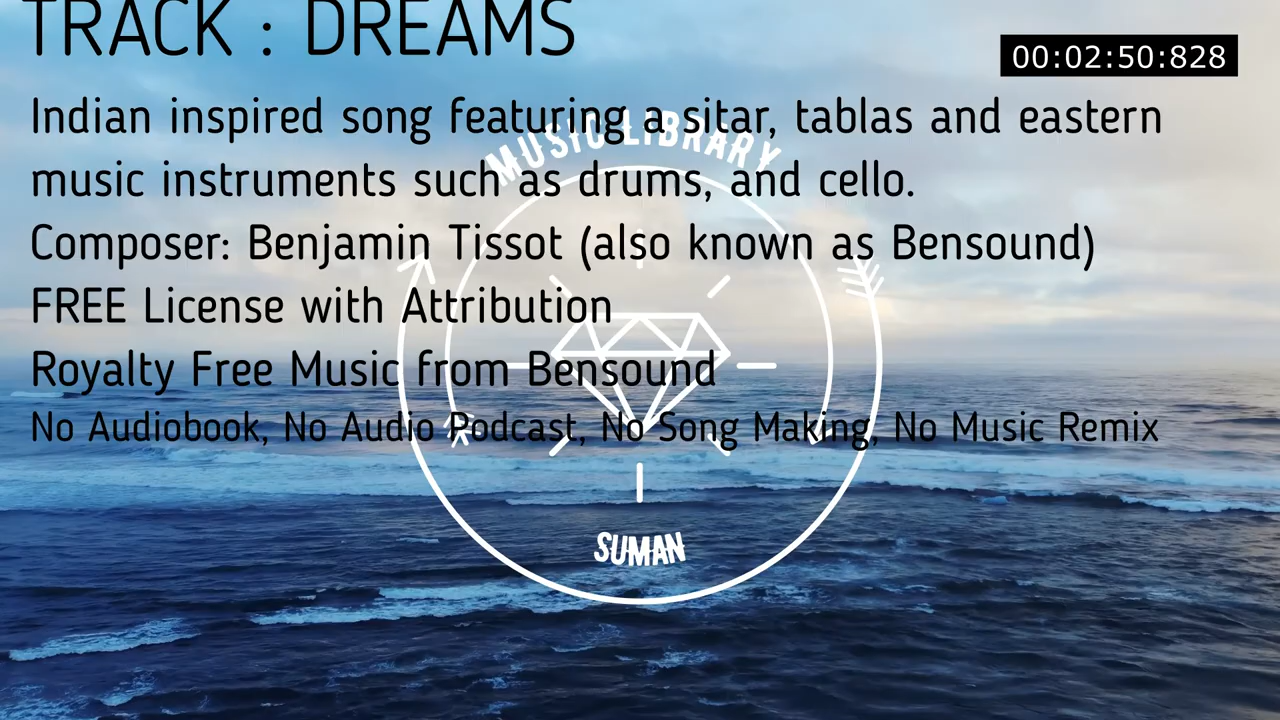 TRACK : DREAMS
00:02:50:828
Indian inspired song featuring a sitar, tablas and eastern
music instruments such as drums, and cello.
Composer: Benjamin Tissot (also known as Bensound)
FREE License with Attribution
Royalty Free Music from Bensound
No Audiobook, No Audio Podcast, No Song Making, No Music Remix
MUSIC LIBRARY
SUMAN